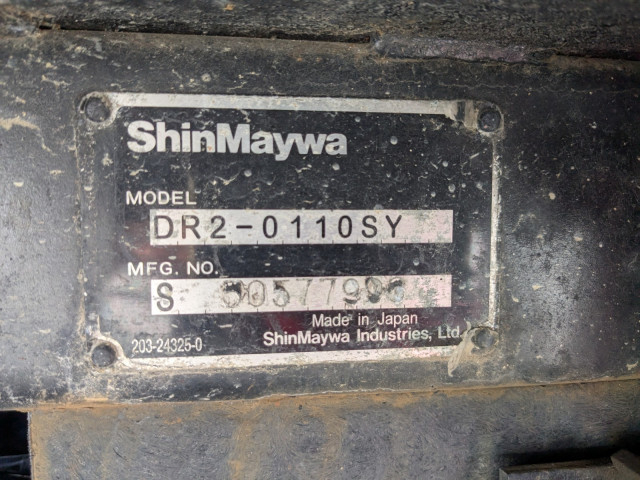 ShinMaywa
MODEL
DR2-0110SY
MFG. NO.
S
Made in Japan
203-24325-0
ShinMaywa Industries, Ltd.